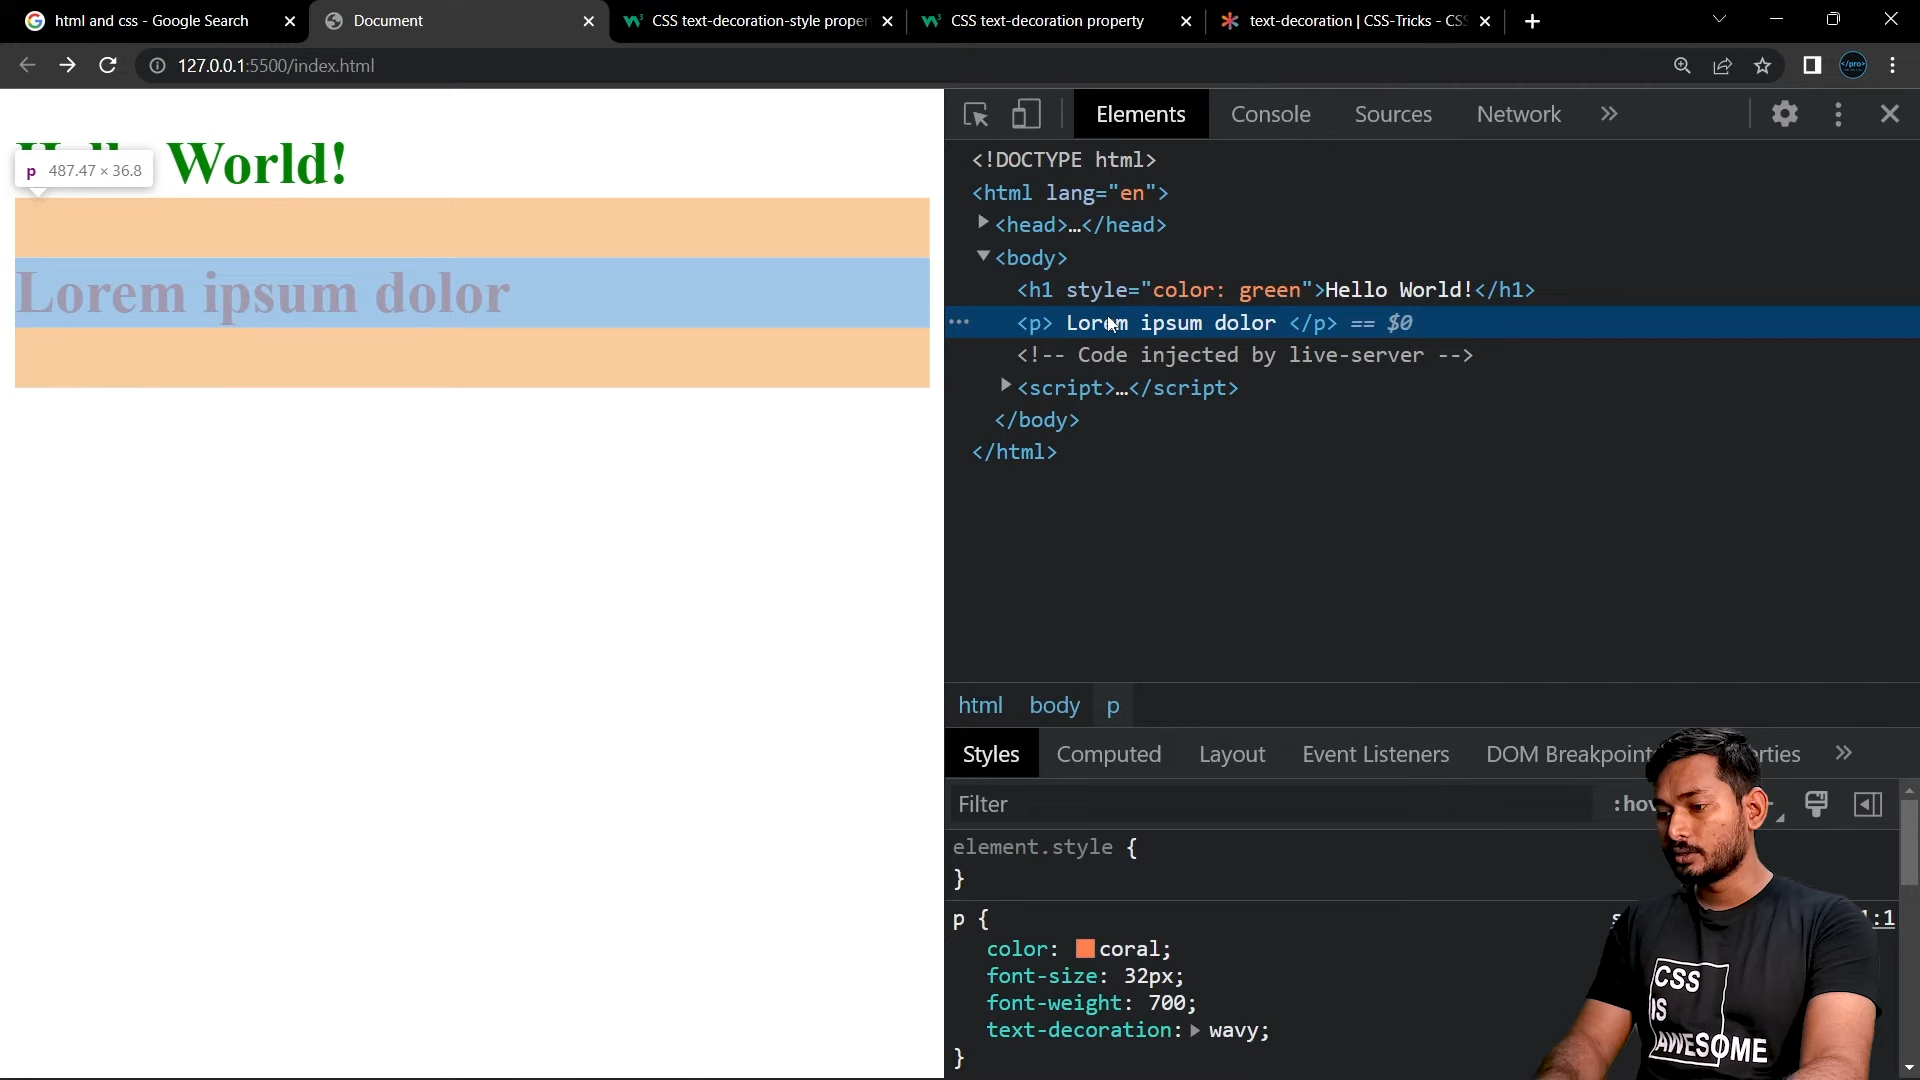 html and css - Google Search
Document
CSS text-decoration-style proper
CSS text-decoration property
text-decoration | CSS-Tricks - CSS
127.0.0.1:5500/index.html
</pro>
World!
p 487.47 × 36.8
Lorem ipsum dolor
Elements Console Sources Network »
<!DOCTYPE html>
<html lang="en">
<head>…</head>
<body>
<h1 style="color: green">Hello World!</h1>
<p> Lorem ipsum dolor </p> == $0
<!-- Code injected by live-server -->
<script>…</script>
</body>
</html>
html body p
Styles Computed Layout Event Listeners DOM Breakpoint rties »
Filter :hov
element.style {
}
p { :1
color: coral;
font-size: 32px;
font-weight: 700;
text-decoration: wavy;
}
CSS
IS
AWESOME